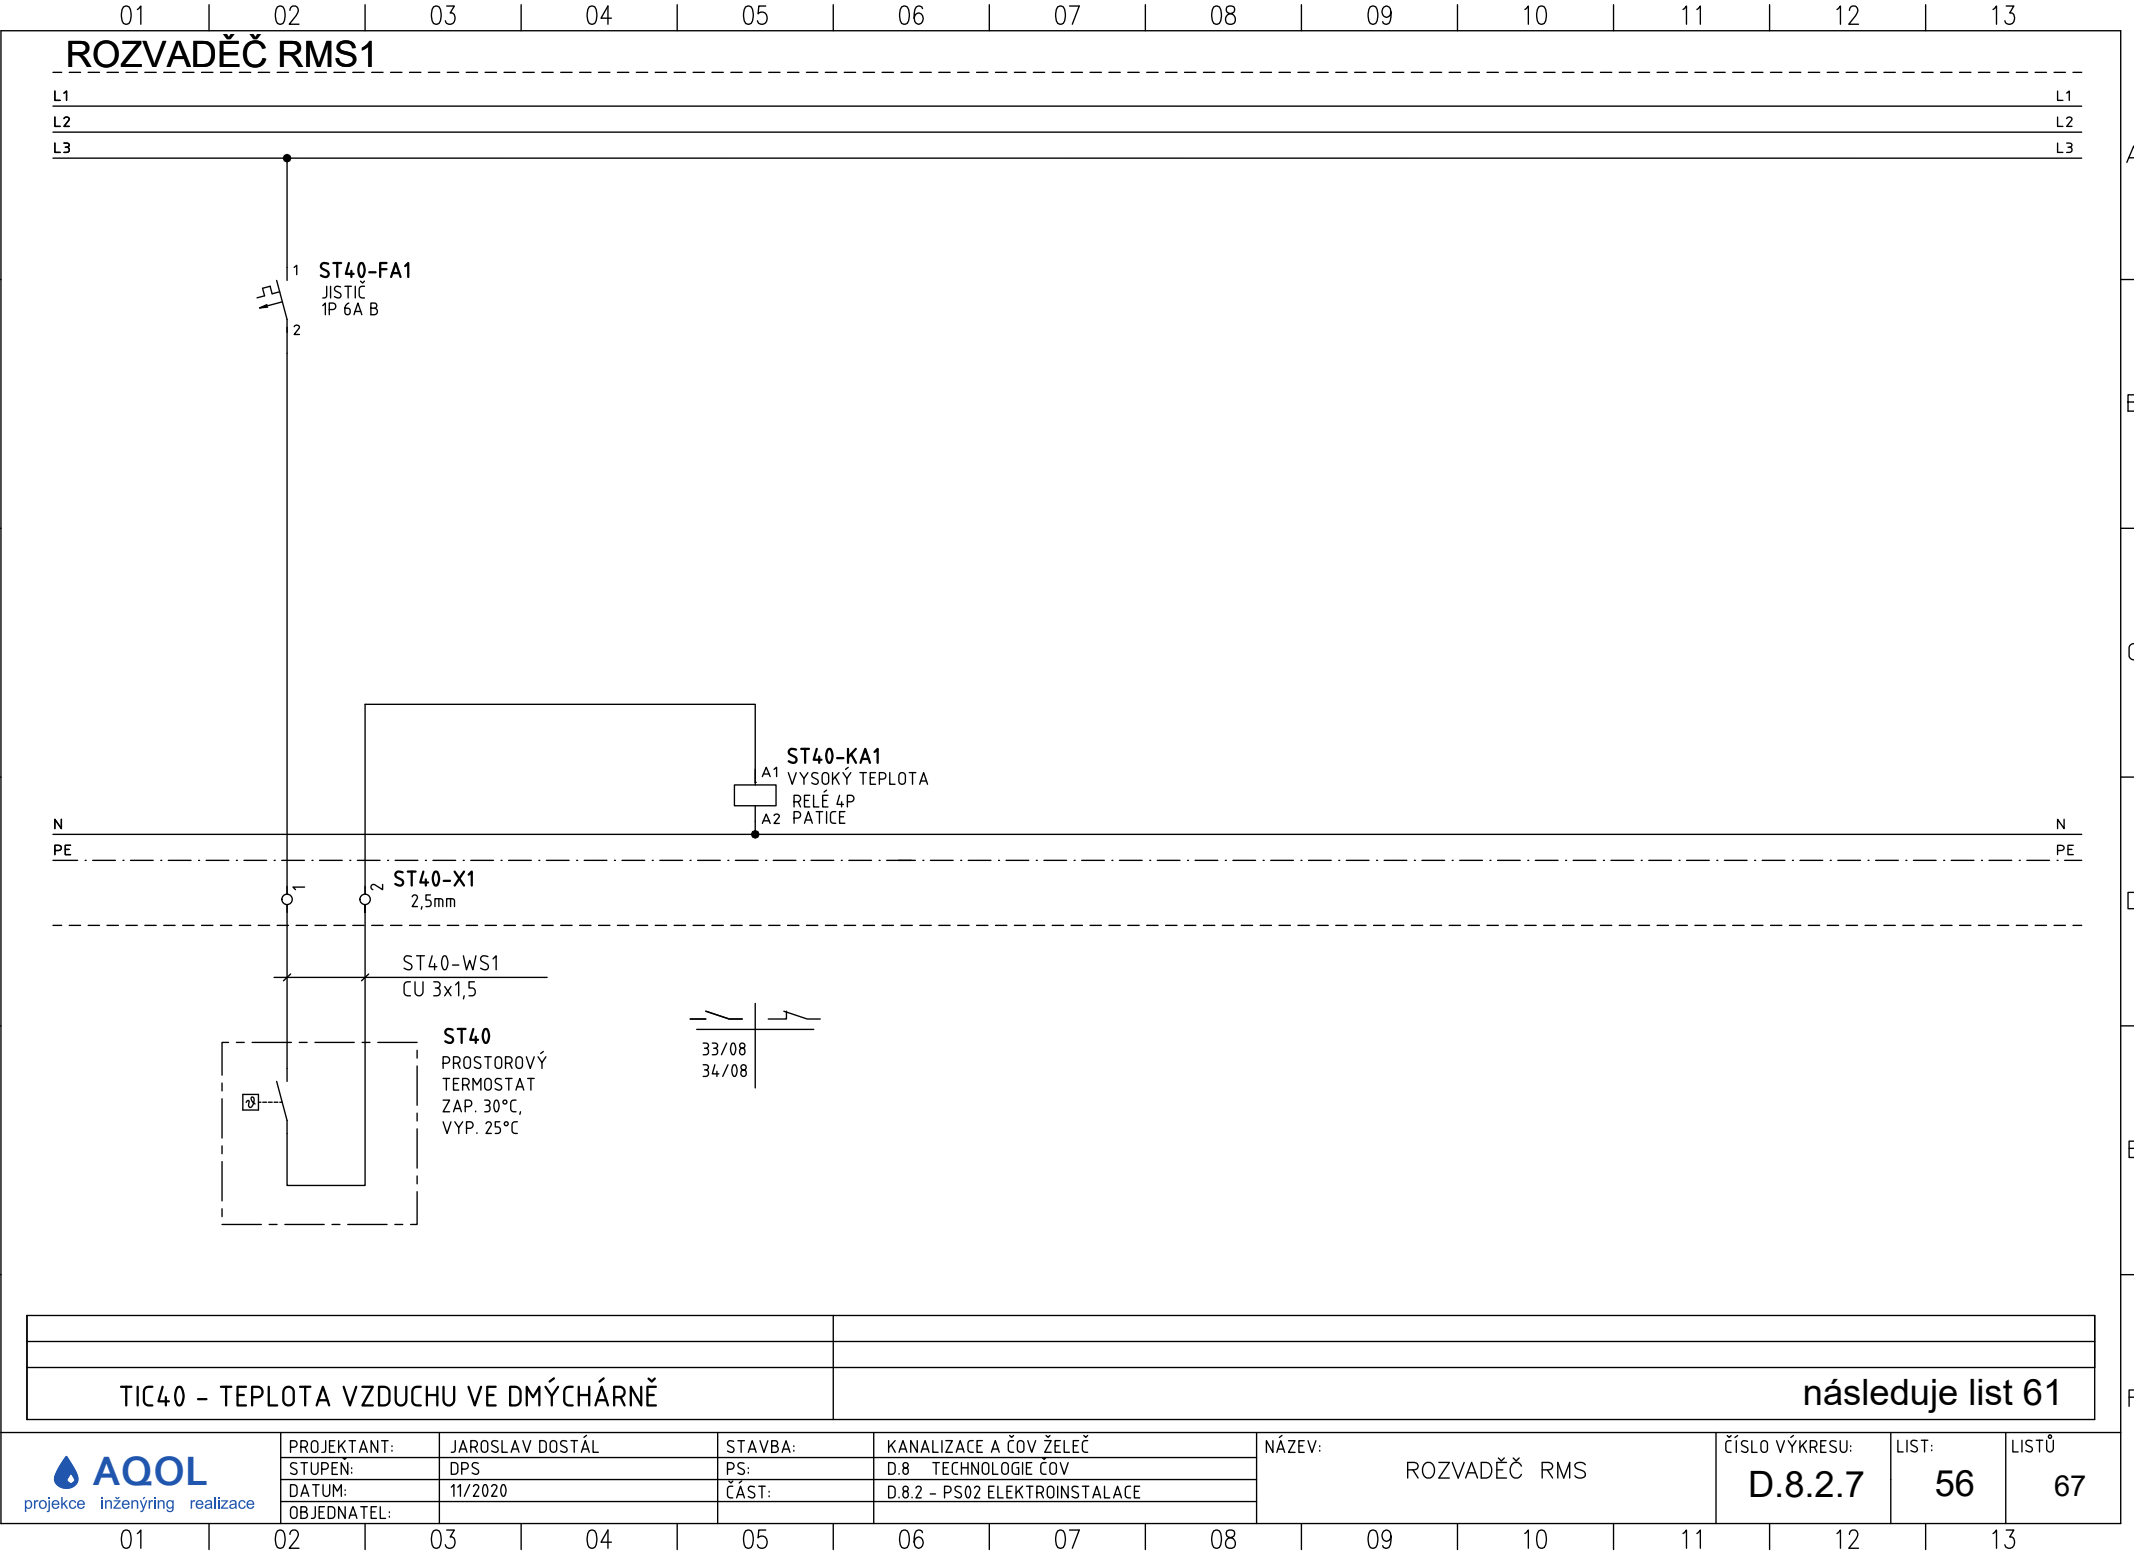 01 02 03 04 05 06 07 08 09 10 11 12 13
ROZVADĚČ RMS1
L1 L1
L2 L2
L3 L3
A
1 ST40-FA1
JISTIČ
1P 6A B
2
B
C
ST40-KA1
A1 VYSOKÝ TEPLOTA
RELÉ 4P
A2 PATICE
N N
PE PE
1 2 ST40-X1
2,5mm
D
ST40-WS1
CU 3x1,5
ST40
PROSTOROVÝ
TERMOSTAT
ZAP. 30°C,
VYP. 25°C
ϑ
33/08
34/08
E
TIC40 - TEPLOTA VZDUCHU VE DMÝCHÁRNĚ
následuje list 61
F
AQOL
projekce inženýring realizace
PROJEKTANT: JAROSLAV DOSTÁL
STUPEŇ: DPS
DATUM: 11/2020
OBJEDNATEL:
STAVBA: KANALIZACE A ČOV ŽELEČ
PS: D.8 TECHNOLOGIE ČOV
ČÁST: D.8.2 - PS02 ELEKTROINSTALACE
NÁZEV:
ROZVADĚČ RMS
ČÍSLO VÝKRESU:
D.8.2.7
LIST:
56
LISTŮ
67
01 02 03 04 05 06 07 08 09 10 11 12 13